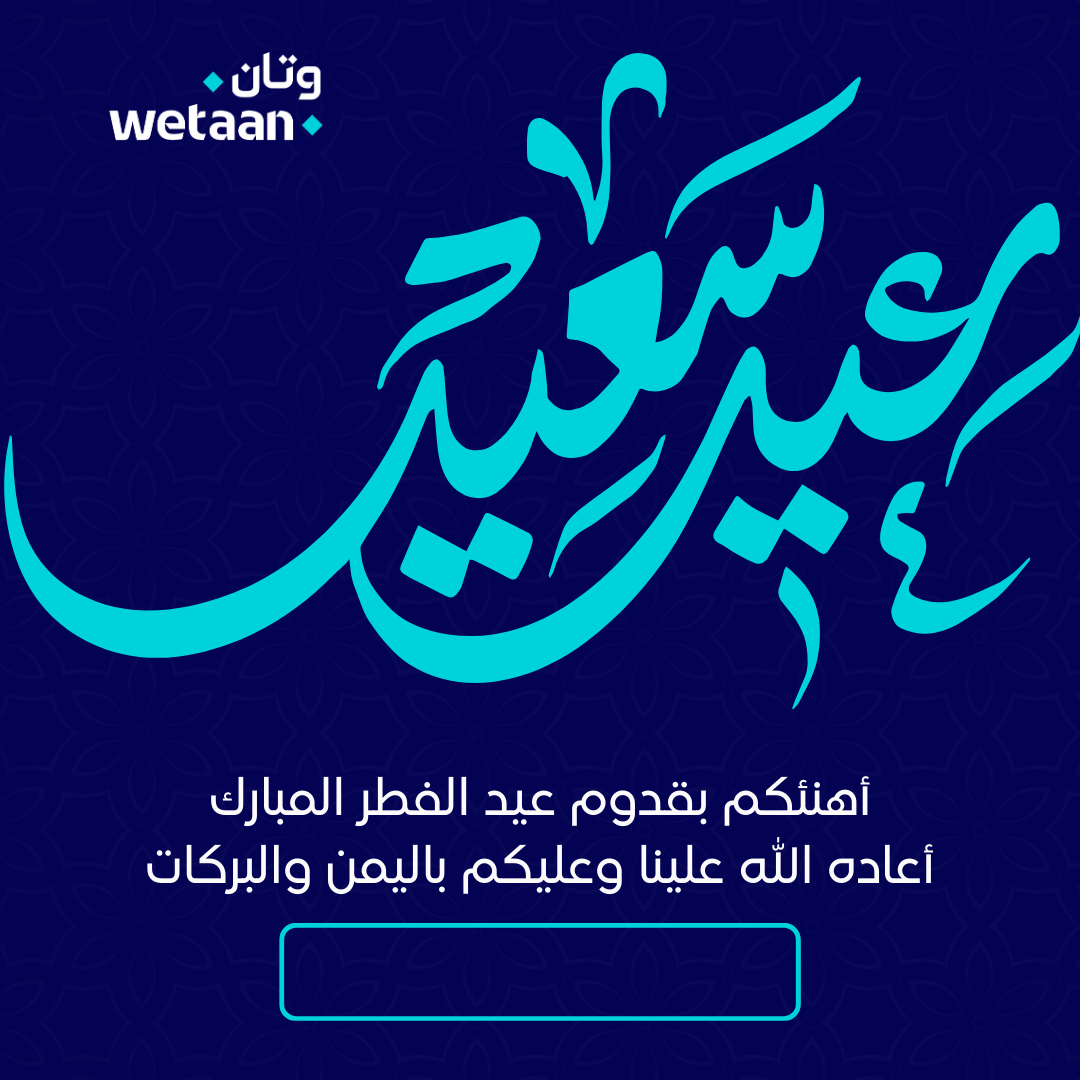 وتان
wetaan
عيد سعيد
أهنئكم بقدوم عيد الفطر المبارك
أعاده الله علينا وعليكم باليمن والبركات